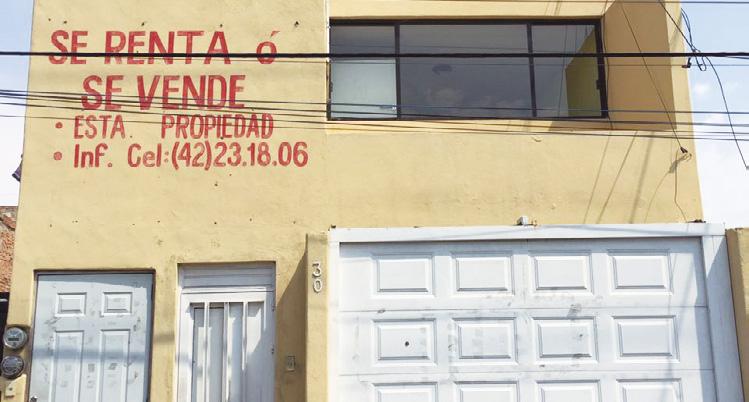 SE RENTA ó
SE VENDE
• ESTA PROPIEDAD
• Inf. Cel:(42)23.18.06
30